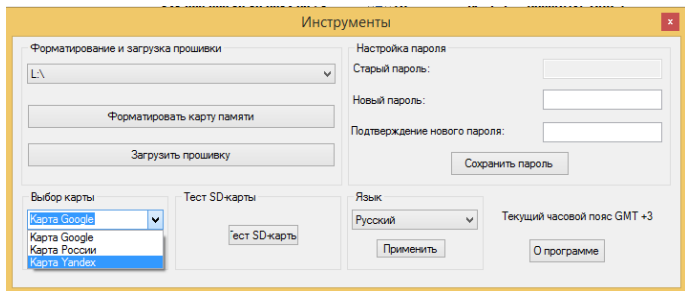 Инструменты
x
Форматирование и загрузка прошивки
L:\
Форматировать карту памяти
Загрузить прошивку
Настройка пароля
Старый пароль:
Новый пароль:
Подтверждение нового пароля:
Сохранить пароль
Выбор карты
Карта Google
Карта Google
Карта России
Карта Yandex
Тест SD-карты
ест SD-карть
Язык
Русский
Применить
Текущий часовой пояс GMT +3
О программе